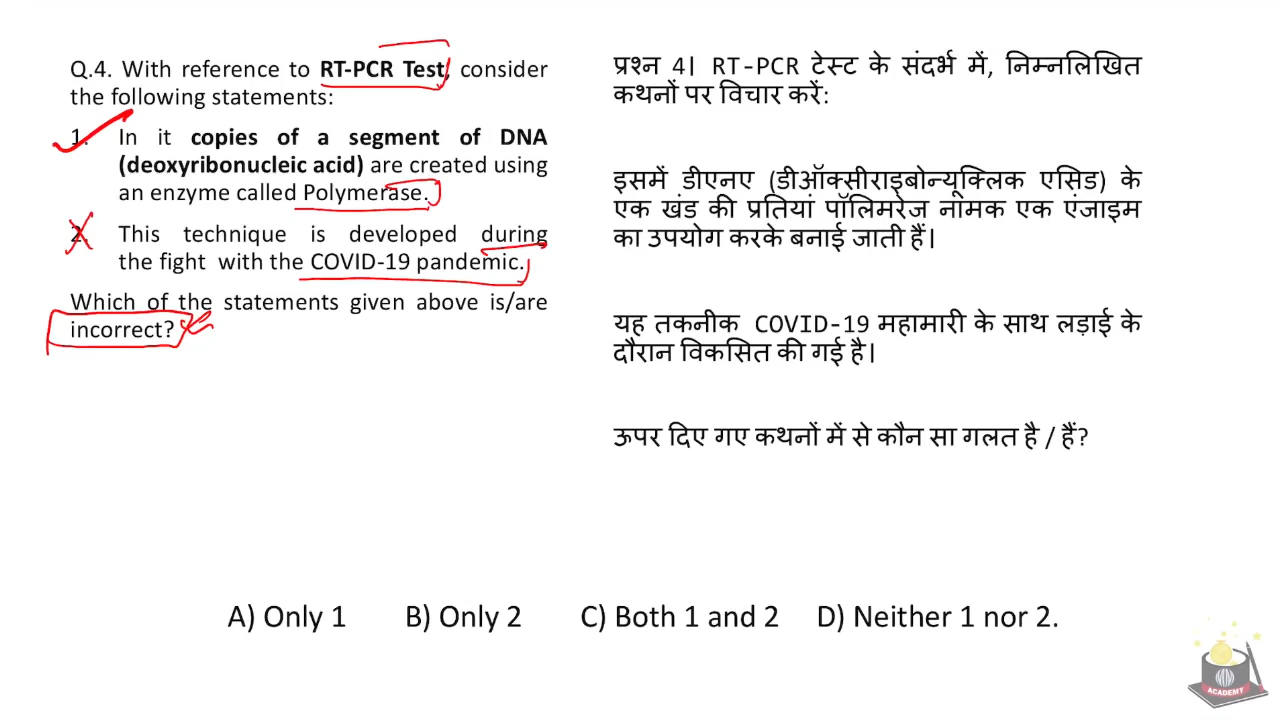 Q.4. With reference to RT-PCR Test, consider
the following statements:
1. In it copies of a segment of DNA
(deoxyribonucleic acid) are created using
an enzyme called Polymerase.
2. This technique is developed during
the fight with the COVID-19 pandemic.
Which of the statements given above is/are
incorrect?
प्रश्न 4। RT-PCR टेस्ट के संदर्भ में, निम्नलिखित
कथनों पर विचार करें:
इसमें डीएनए (डीऑक्सीराइबोन्यूक्लिक एसिड) के
एक खंड की प्रतियां पॉलिमरेज नामक एक एंजाइम
का उपयोग करके बनाई जाती हैं।
यह तकनीक COVID-19 महामारी के साथ लड़ाई के
दौरान विकसित की गई है।
ऊपर दिए गए कथनों में से कौन सा गलत है / हैं?
A) Only 1 B) Only 2 C) Both 1 and 2 D) Neither 1 nor 2.
ACADEMY